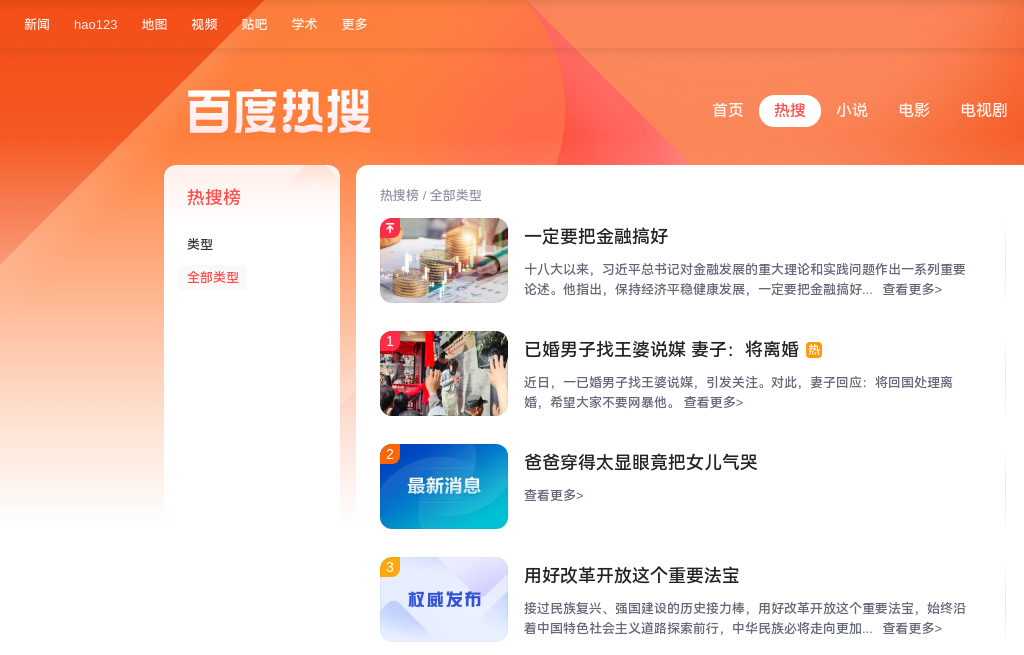 新闻 hao123 地图 视频 贴吧 学术 更多
百度热搜
首页 热搜 小说 电影 电视剧
热搜榜
类型
全部类型
热搜榜 / 全部类型
一定要把金融搞好
十八大以来，习近平总书记对金融发展的重大理论和实践问题作出一系列重要
论述。他指出，保持经济平稳健康发展，一定要把金融搞好... 查看更多>
1
已婚男子找王婆说媒 妻子：将离婚 热
近日，一已婚男子找王婆说媒，引发关注。对此，妻子回应：将回国处理离
婚，希望大家不要网暴他。 查看更多>
2
最新消息
爸爸穿得太显眼竟把女儿气哭
查看更多>
3
权威发布
用好改革开放这个重要法宝
接过民族复兴、强国建设的历史接力棒，用好改革开放这个重要法宝，始终沿
着中国特色社会主义道路探索前行，中华民族必将走向更加... 查看更多>